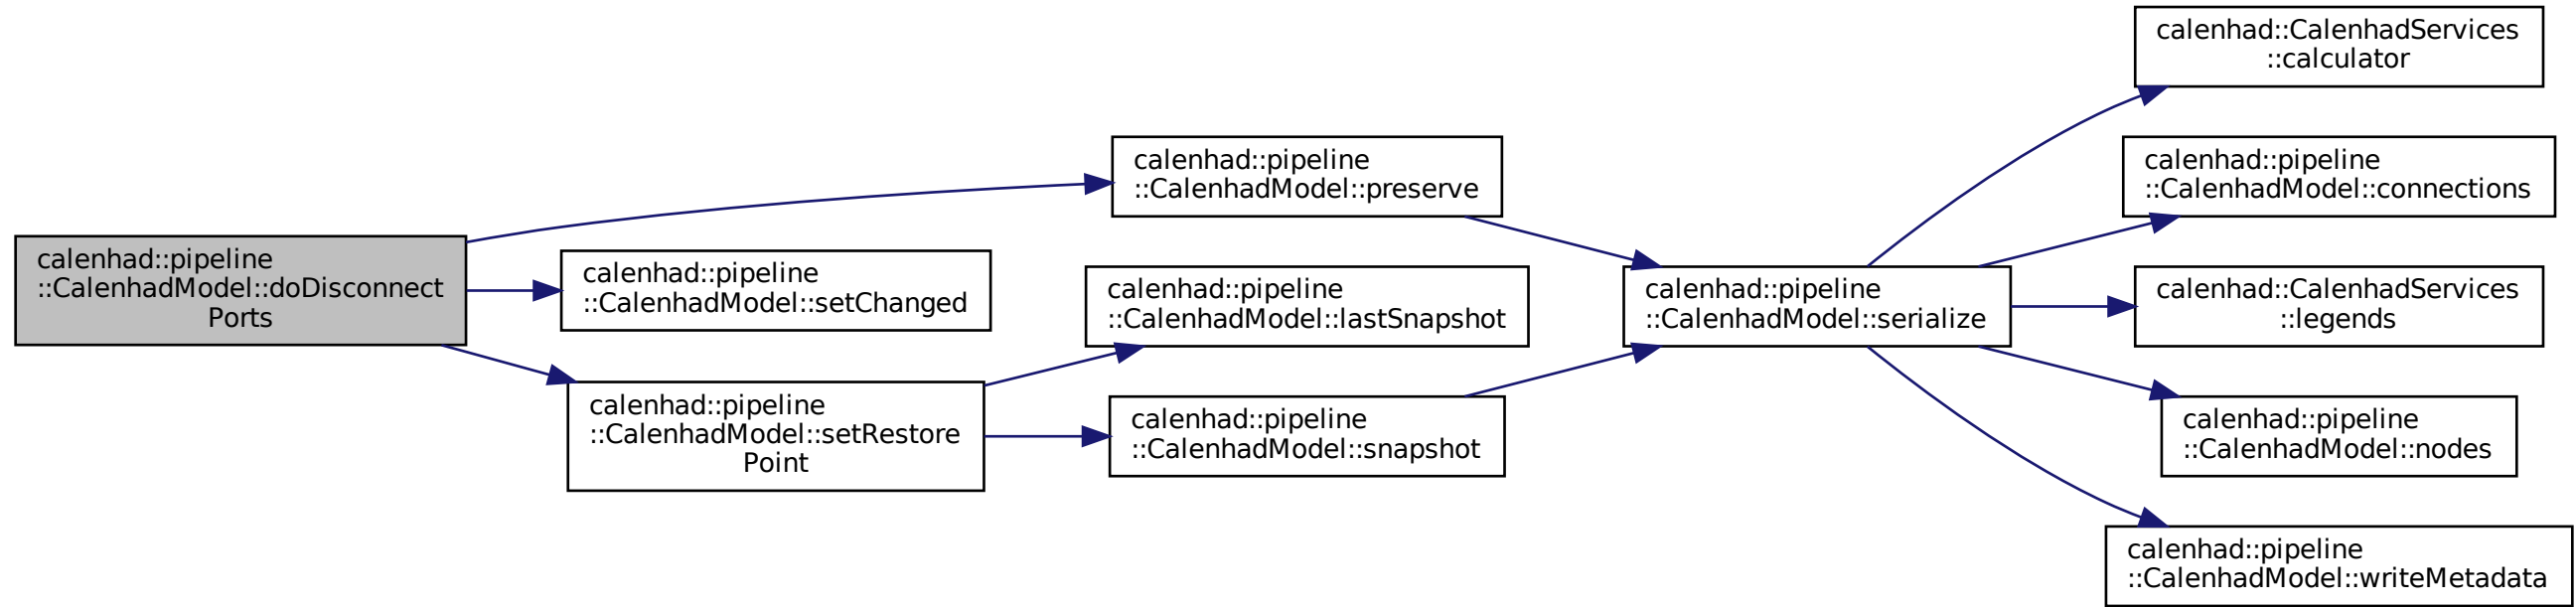 calenhad::pipeline
::CalenhadModel::doDisconnect
Ports
calenhad::pipeline
::CalenhadModel::preserve
calenhad::pipeline
::CalenhadModel::setChanged
calenhad::pipeline
::CalenhadModel::setRestore
Point
calenhad::pipeline
::CalenhadModel::lastSnapshot
calenhad::pipeline
::CalenhadModel::snapshot
calenhad::pipeline
::CalenhadModel::serialize
calenhad::CalenhadServices
::calculator
calenhad::pipeline
::CalenhadModel::connections
calenhad::CalenhadServices
::legends
calenhad::pipeline
::CalenhadModel::nodes
calenhad::pipeline
::CalenhadModel::writeMetadata